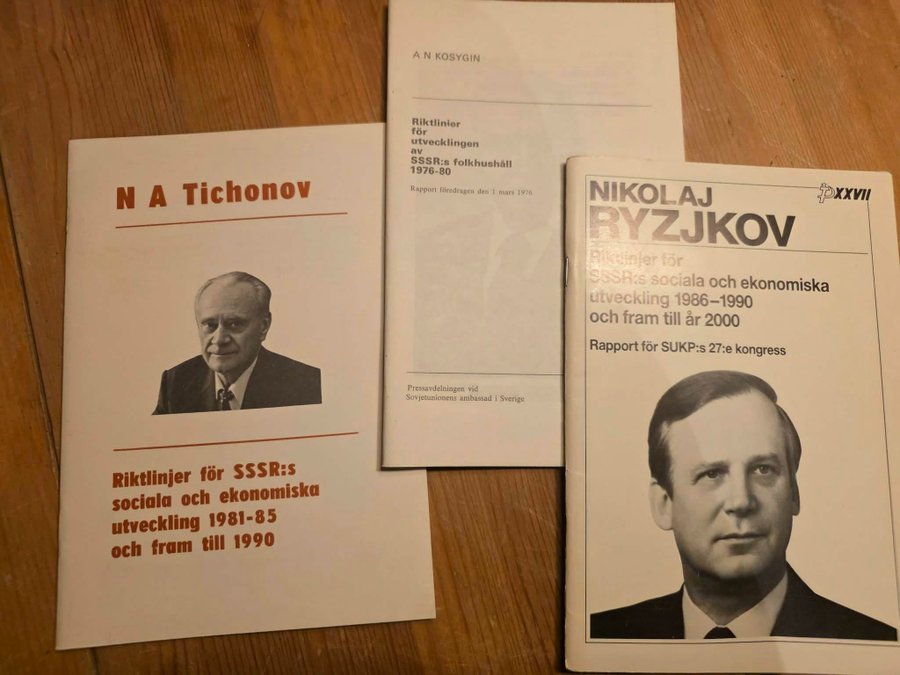 N A Tichonov
Riktlinjer för SSSR:s
sociala och ekonomiska
utveckling 1981-85
och fram till 1990
A N KOSYGIN
Riktlinier
för
utvecklingen
av
SSSR:s folkhushåll
1976-80
Rapport föredragen den 1 mars 1976
Pressavdelningen vid
Sovjetunionens ambassad i Sverige
XXVII
NIKOLAJ
RYZJKOV
Riktlinjer för
SSSR:s sociala och ekonomiska
utveckling 1986–1990
och fram till år 2000
Rapport för SUKP:s 27:e kongress